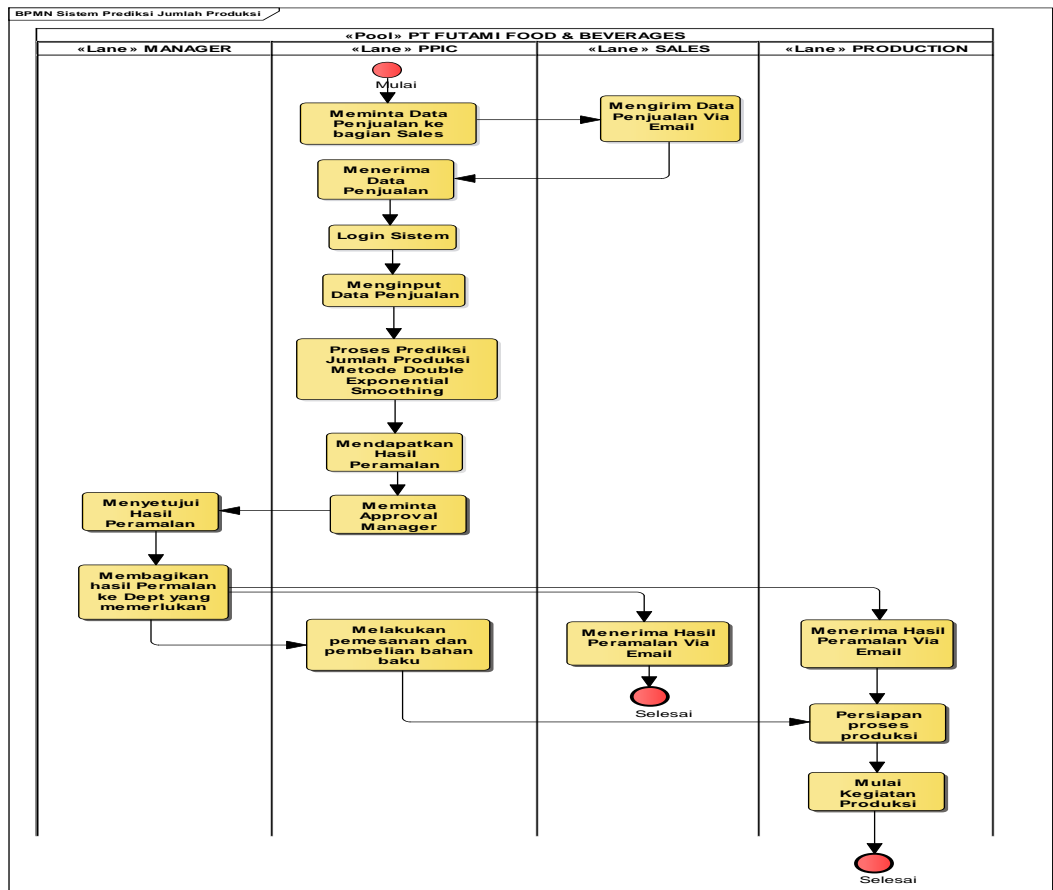 BPMN Sistem Prediksi Jumlah Produksi
«Pool» PT FUTAMI FOOD & BEVERAGES
«Lane» MANAGER
«Lane» PPIC
«Lane» SALES
«Lane» PRODUCTION
Mulai
Meminta Data
Penjualan ke
bagian Sales
Mengirim Data
Penjualan Via
Email
Menerima
Data
Penjualan
Login Sistem
Menginput
Data Penjualan
Proses Prediksi
Jumlah Produksi
Metode Double
Exponential
Smoothing
Mendapatkan
Hasil
Peramalan
Meminta
Approval
Manager
Menyetujui
Hasil
Peramalan
Membagikan
hasil Permalan
ke Dept yang
memerlukan
Melakukan
pemesanan dan
pembelian bahan
baku
Menerima Hasil
Peramalan Via
Email
Selesai
Menerima Hasil
Peramalan Via
Email
Persiapan
proses
produksi
Mulai
Kegiatan
Produksi
Selesai